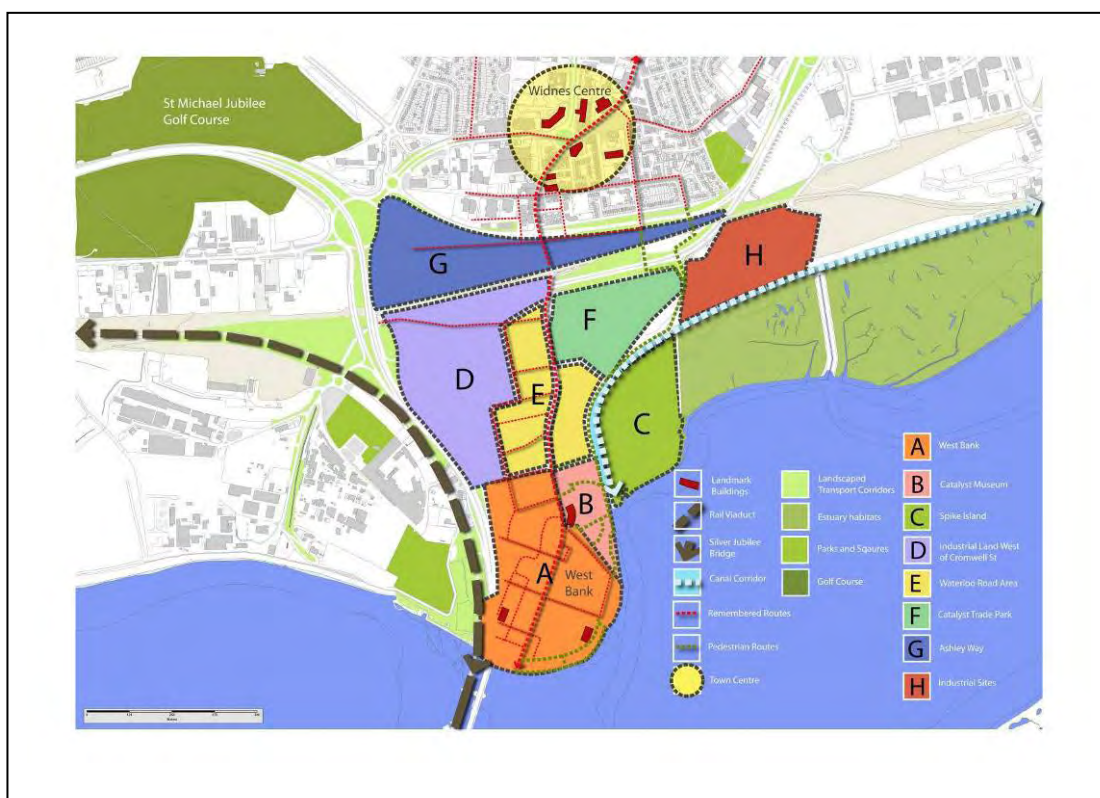 Widnes Centre
St Michael Jubilee
Golf Course
G
H
F
D
E
C
B
A
West
Bank
Landmark
Buildings
Rail Viaduct
Silver Jubilee
Bridge
Canal Corridor
Remembered Routes
Pedestrian Routes
Town Centre
Landscaped
Transport Corridors
Estuary habitats
Parks and Sqaures
Golf Course
A West Bank
B Catalyst Museum
C Spike Island
D Industrial Land West
of Cromwell St
E Waterloo Road Area
F Catalyst Trade Park
G Ashley Way
H Industrial Sites